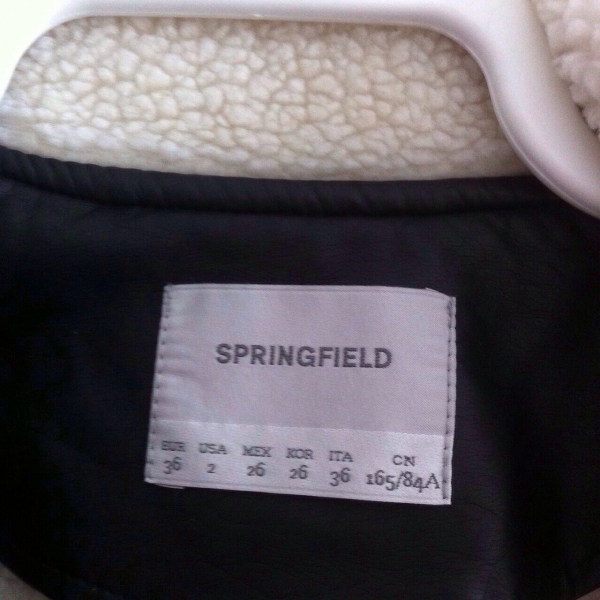 SPRINGFIELD
EUR USA MEX KOR ITA CN
36 2 26 26 36 165/84A